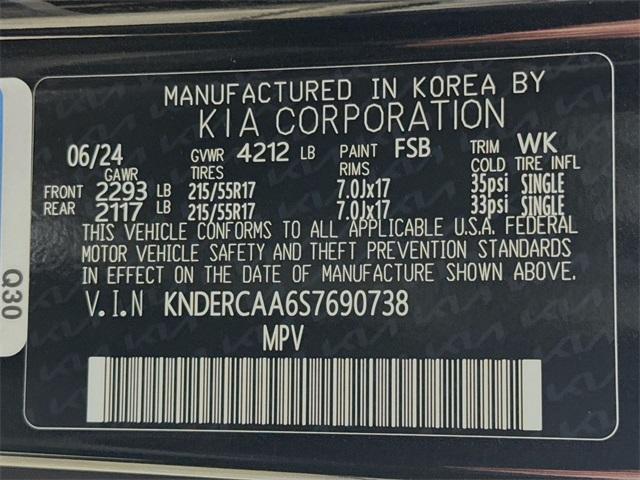 MANUFACTURED IN KOREA BY
KIA CORPORATION
06/24 GVWR 4212 LB PAINT FSB TRIM WK
GAWR TIRES RIMS COLD TIRE INFL
FRONT 2293 LB 215/55R17 7.0Jx17 35psi SINGLE
REAR 2117 LB 215/55R17 7.0Jx17 33psi SINGLE
THIS VEHICLE CONFORMS TO ALL APPLICABLE U.S.A. FEDERAL
MOTOR VEHICLE SAFETY AND THEFT PREVENTION STANDARDS
IN EFFECT ON THE DATE OF MANUFACTURE SHOWN ABOVE.
V.I.N KNDERCAA6S7690738
MPV
Q30